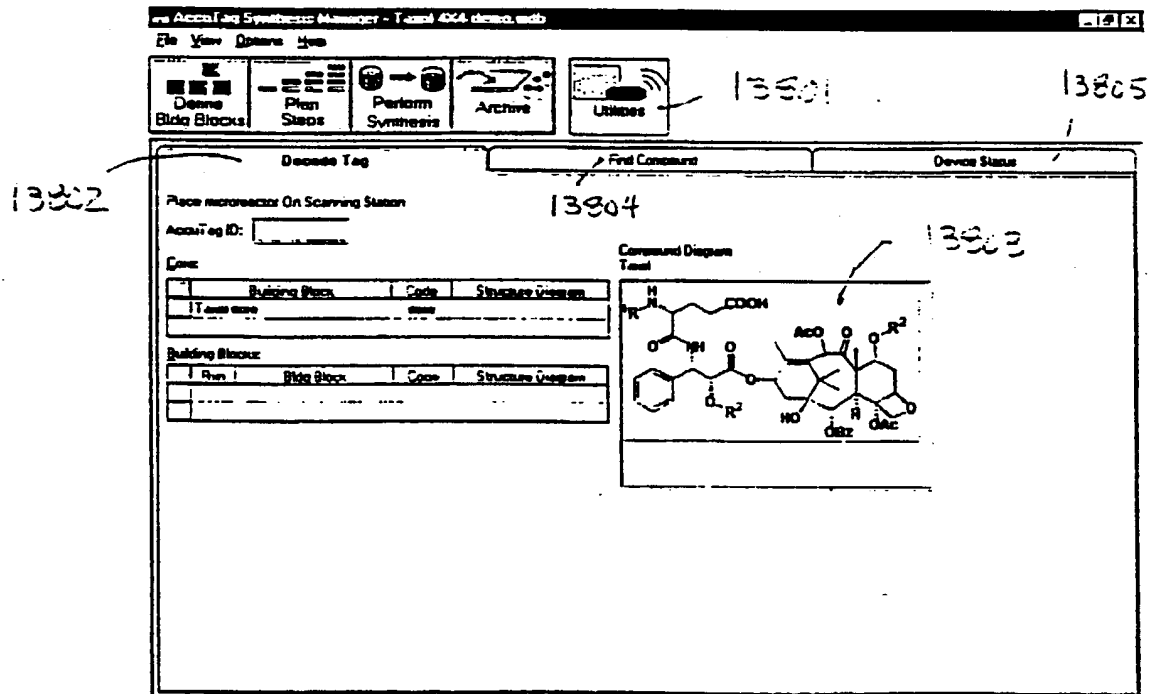 AccuTag Synthesis Manager - Taxol 4X4 demo.mdb
File View Options Help
Define Bldg Blocks
Plan Steps
Perform Synthesis
Archive
Utilities
13801
13805
Decode Tag
Find Compound
Device Status
13802
13804
Place microreactor On Scanning Station
AccuTag ID:
13803
Compound Diagram
Taxol
Core:
Building Block Code Structure Diagram
Taxol core
Building Blocks:
Bldg Block Code Structure Diagram
H
N
R
COOH
O
NH
O
O
O
R2
AcO
O
O
R2
HO
H
O
OBz
OAc